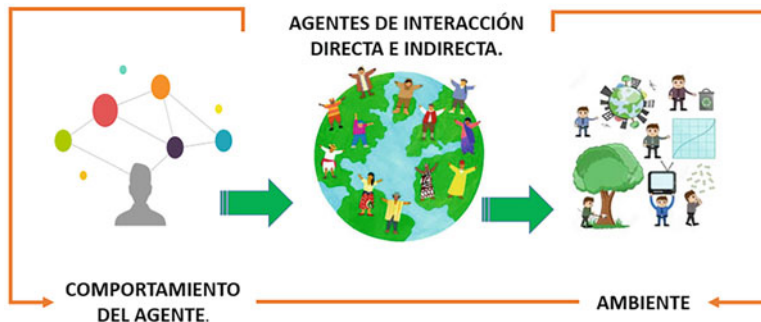 AGENTES DE INTERACCIÓN
DIRECTA E INDIRECTA.
COMPORTAMIENTO
DEL AGENTE.
AMBIENTE